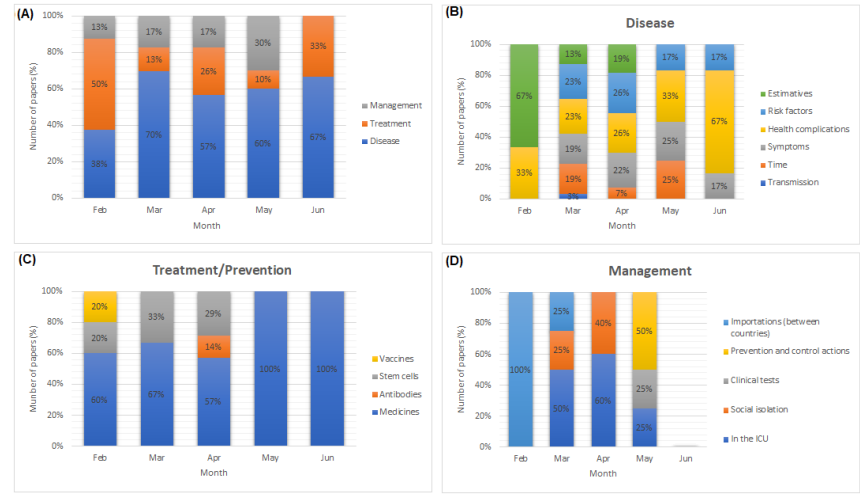 (A)
100%
80%
60%
40%
20%
0%
Number of papers (%)
13%
50%
38%
17%
13%
70%
17%
26%
57%
30%
10%
60%
33%
67%
Feb
Mar
Apr
May
Jun
Month
Management
Treatment
Disease
(B)
Disease
100%
80%
60%
40%
20%
0%
Number of papers (%)
67%
33%
13%
23%
23%
19%
19%
3%
19%
26%
26%
22%
7%
17%
33%
25%
25%
17%
67%
17%
Feb
Mar
Apr
May
Jun
Month
Estimatives
Risk factors
Health complications
Symptoms
Time
Transmission
(C)
Treatment/Prevention
100%
80%
60%
40%
20%
0%
Munber of papers (%)
20%
20%
60%
33%
67%
29%
14%
57%
100%
100%
Feb
Mar
Apr
May
Jun
Month
Vaccines
Stem cells
Antibodies
Medicines
(D)
Management
100%
80%
60%
40%
20%
0%
Number of papers (%)
100%
25%
25%
50%
40%
60%
50%
25%
25%
Feb
Mar
Apr
May
Jun
Month
Importations (between
countries)
Prevention and control actions
Clinical tests
Social isolation
In the ICU